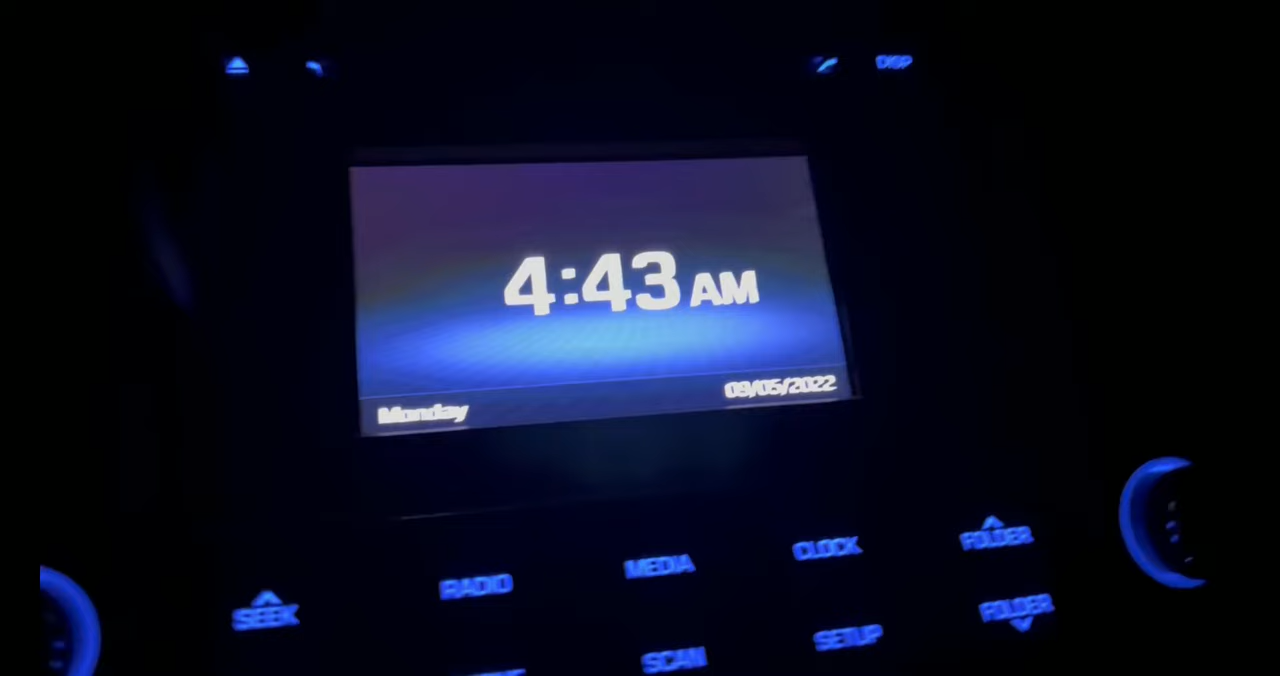 DISP
4:43 AM
Monday
09/05/2022
SEEK
RADIO
MEDIA
CLOCK
FOLDER
SCAN
SETUP
FOLDER